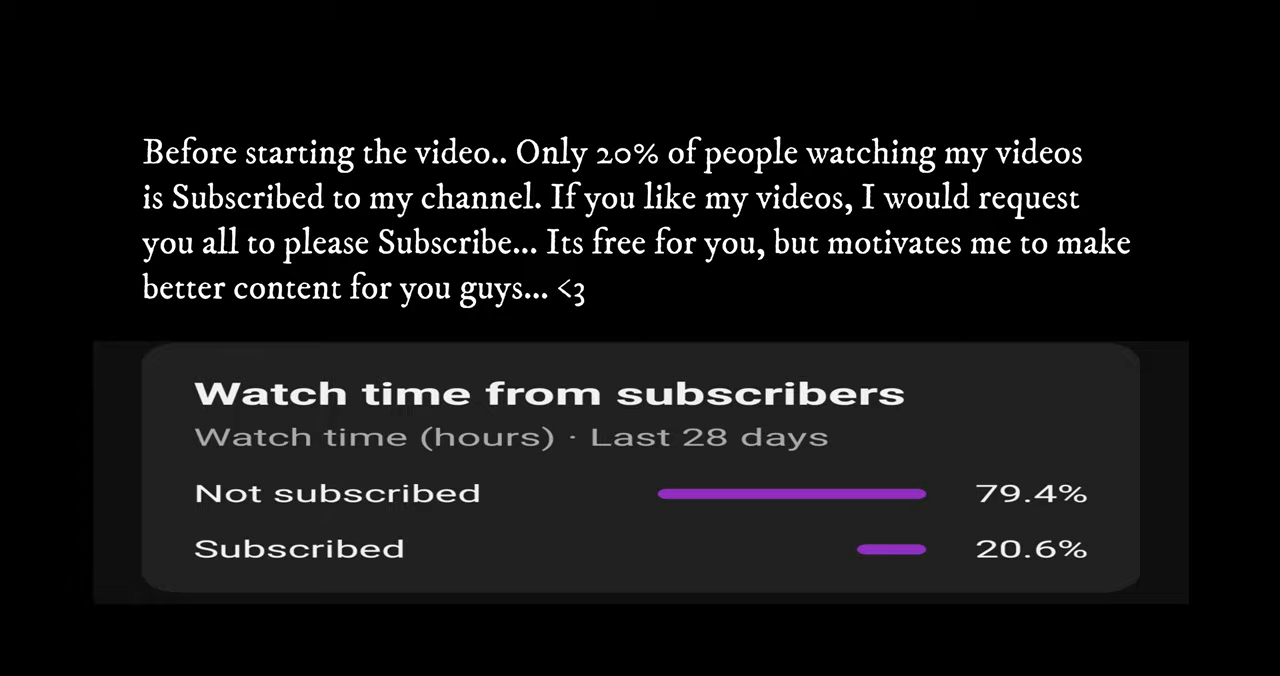 Before starting the video.. Only 20% of people watching my videos
is Subscribed to my channel. If you like my videos, I would request
you all to please Subscribe... Its free for you, but motivates me to make
better content for you guys... <3
Watch time from subscribers
Watch time (hours) · Last 28 days
Not subscribed 79.4%
Subscribed 20.6%